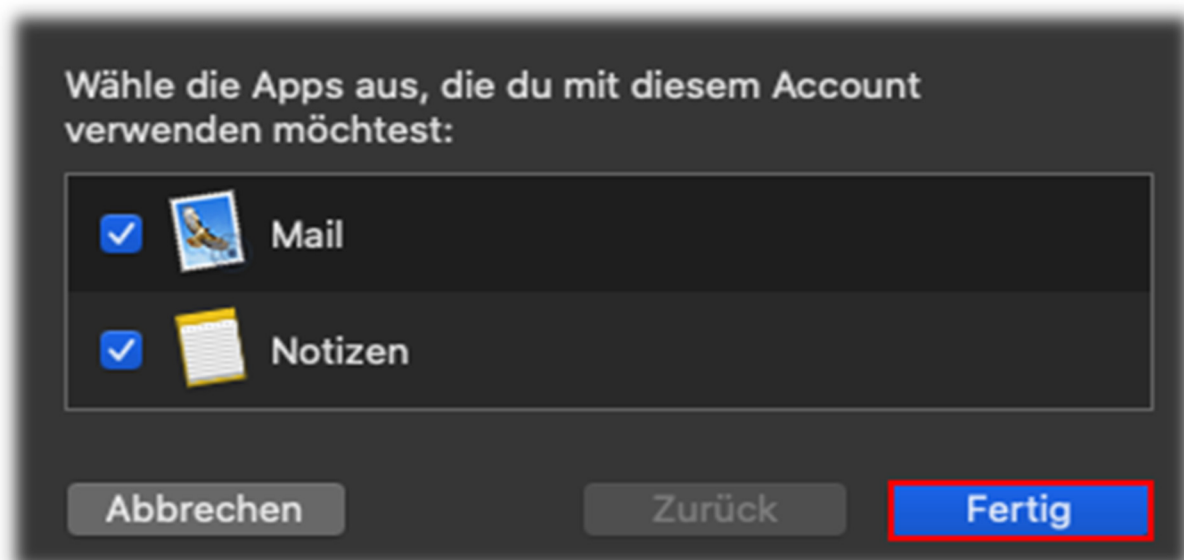 Wähle die Apps aus, die du mit diesem Account
verwenden möchtest:
Mail
Notizen
Abbrechen
Zurück
Fertig